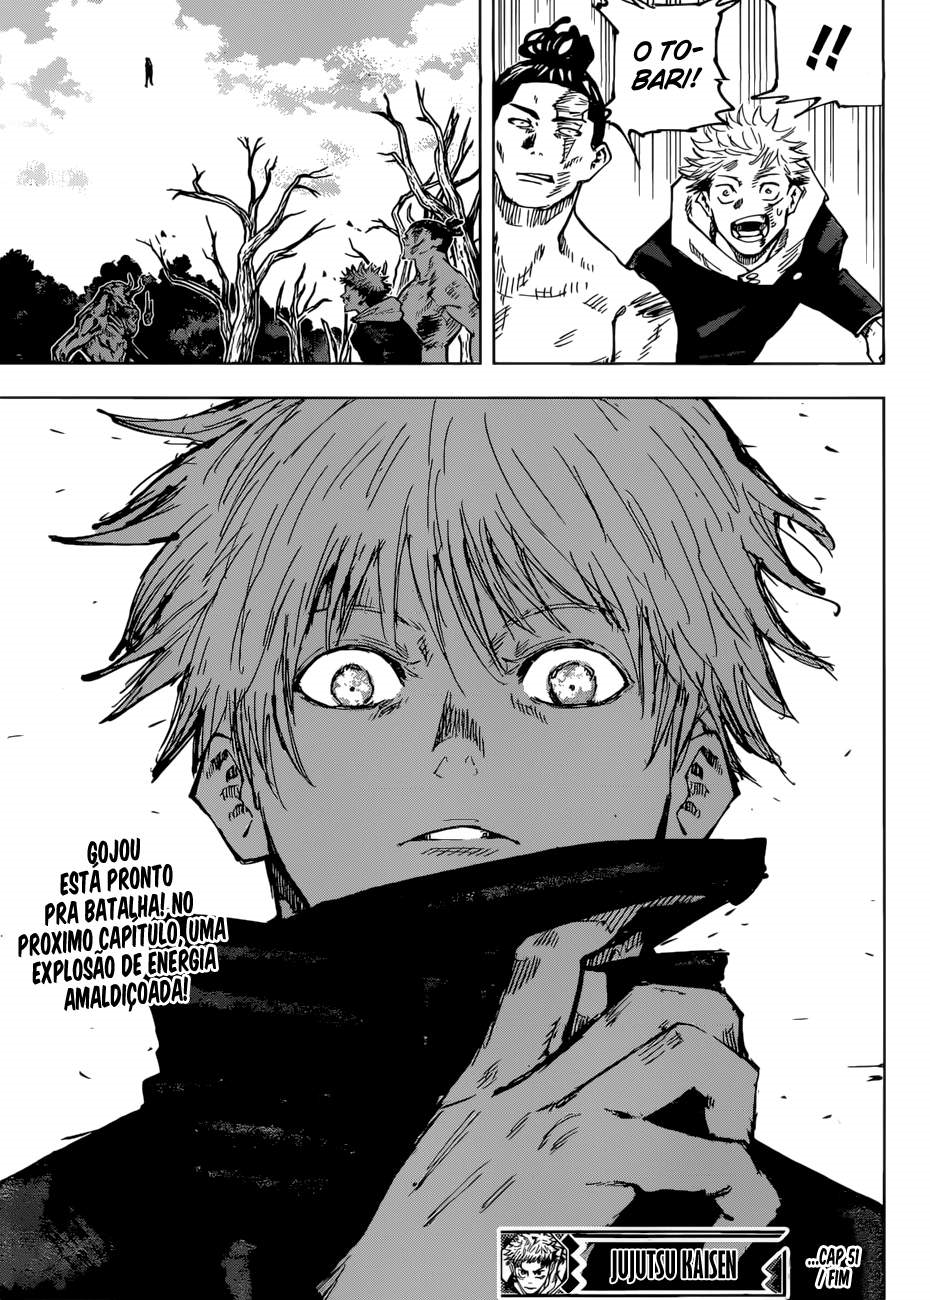 !!
O TO-
BARI!
GOJOU
ESTÁ PRONTO
PRA BATALHA! NO
PROXIMO CAPÍTULO, UMA
EXPLOSÃO DE ENERGIA
AMALDIÇOADA!
JUJUTSU KAISEN
...CAP 51
/ FIM